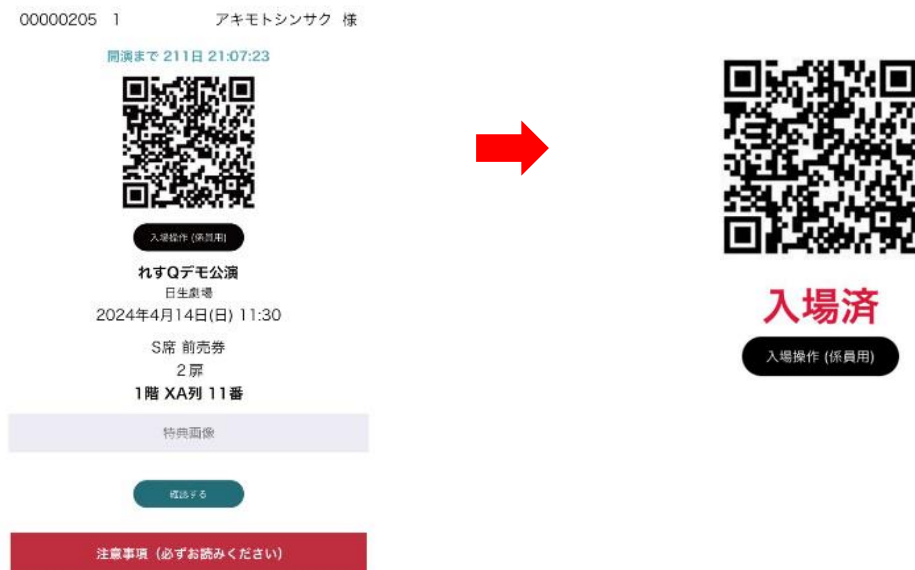 00000205 1 アキモトシンサク 様
開演まで 211日 21:07:23
入場操作 (係員用)
れすQデモ公演
日生劇場
2024年4月14日(日) 11:30
S席 前売券
2扉
1階 XA列 11番
特典画像
確認する
注意事項（必ずお読みください）
入場済
入場操作 (係員用)